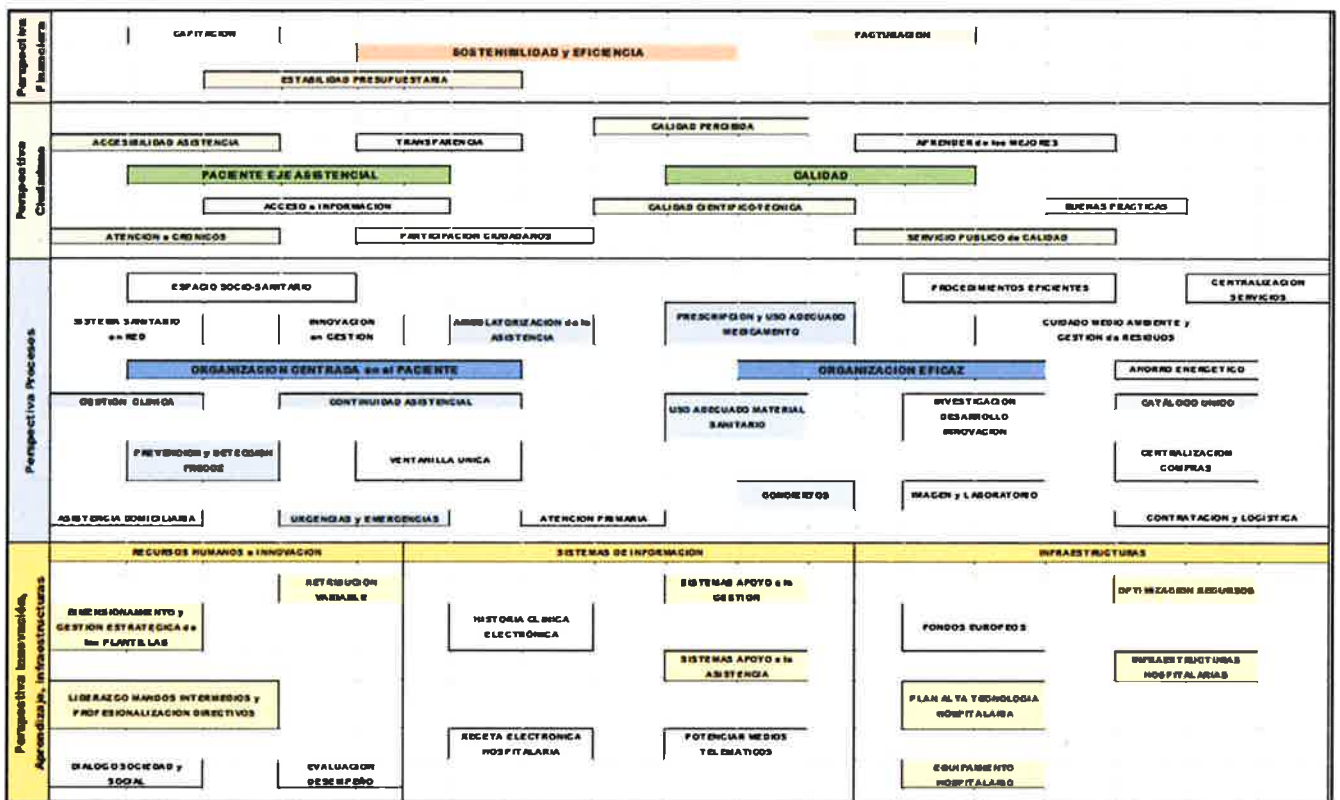 Perspectiva
Financiera
CAPITACION
FACTURACION
SOSTENIBILIDAD y EFICIENCIA
ESTABILIDAD PRESUPUESTARIA
Perspectiva
Ciudadano
CALIDAD PERCIBIDA
ACCESIBILIDAD ASISTENCIA
TRANSPARENCIA
APRENDER de los MEJORES
PACIENTE EJE ASISTENCIAL
CALIDAD
ACCESO a INFORMACION
CALIDAD CIENTIFICO-TECNICA
BUENAS PRACTICAS
ATENCION a CRONICOS
PARTICIPACION CIUDADANOS
SERVICIO PUBLICO de CALIDAD
Perspectiva Procesos
ESPACIO SOCIO-SANITARIO
PROCEDIMIENTOS EFICIENTES
CENTRALIZACION
SERVICIOS
SISTEMA SANITARIO
en RED
INNOVACION
en GESTION
AMBULATORIZACION de la
ASISTENCIA
PRESCRIPCION y USO ADECUADO
MEDICAMENTO
CUIDADO MEDIO AMBIENTE y
GESTION de RESIDUOS
ORGANIZACION CENTRADA en el PACIENTE
ORGANIZACION EFICAZ
AHORRO ENERGETICO
GESTION CLINICA
CONTINUIDAD ASISTENCIAL
USO ADECUADO MATERIAL
SANITARIO
INVESTIGACION
DESARROLLO
INNOVACION
CATÁLOGO UNICO
PREVENCION y DETECCION
PRECOZ
VENTANILLA UNICA
CENTRALIZACION
COMPRAS
CONCIERTOS
IMAGEN y LABORATORIO
ASISTENCIA DOMICILIARIA
URGENCIAS y EMERGENCIAS
ATENCION PRIMARIA
CONTRATACION y LOGISTICA
Perspectiva Innovación,
Aprendizaje, Infraestructuras
RECURSOS HUMANOS e INNOVACIÓN
SISTEMAS DE INFORMACIÓN
INFRAESTRUCTURAS
RETRIBUCION
VARIABLE
SISTEMAS APOYO a la
GESTION
OPTIMIZACION RECURSOS
DIMENSIONAMIENTO y
GESTION ESTRATEGICA de
las PLANTILLAS
HISTORIA CLINICA
ELECTRÓNICA
FONDOS EUROPEOS
SISTEMAS APOYO a la
ASISTENCIA
INFRAESTRUCTURAS
HOSPITALARIAS
LIDERAZGO MANDOS INTERMEDIOS y
PROFESIONALIZACION DIRECTIVOS
PLAN ALTA TECNOLOGIA
HOSPITALARIA
RECETA ELECTRONICA
HOSPITALARIA
POTENCIAR MEDIOS
TELEMATICOS
DIALOGO SOCIEDAD y
SOCIAL
EVALUACION
DESEMPEÑO
EQUIPAMIENTO
HOSPITALARIO